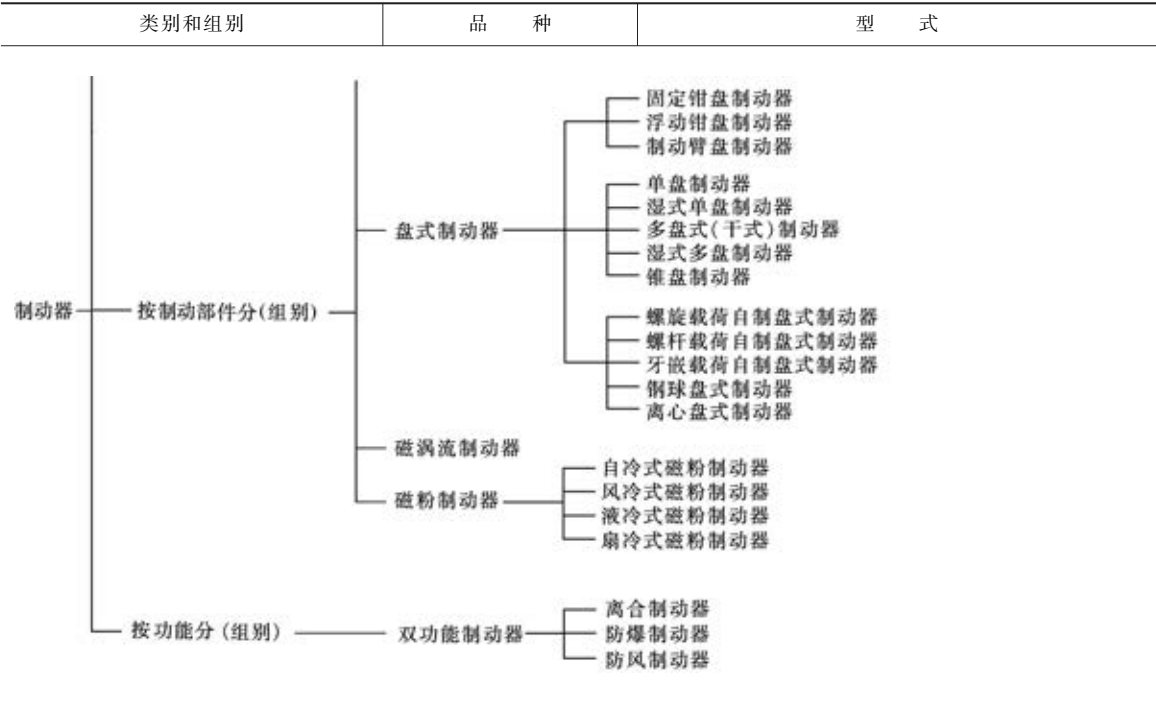 类别和组别 品 种 型 式
固定钳盘制动器
浮动钳盘制动器
制动臂盘制动器
单盘制动器
湿式单盘制动器
盘式制动器
多盘式(干式)制动器
湿式多盘制动器
锥盘制动器
制动器
按制动部件分(组别)
螺旋载荷自制盘式制动器
螺杆载荷自制盘式制动器
牙嵌载荷自制盘式制动器
钢球盘式制动器
离心盘式制动器
磁涡流制动器
自冷式磁粉制动器
风冷式磁粉制动器
磁粉制动器
液冷式磁粉制动器
扇冷式磁粉制动器
离合制动器
按功能分(组别)
双功能制动器
防爆制动器
防风制动器